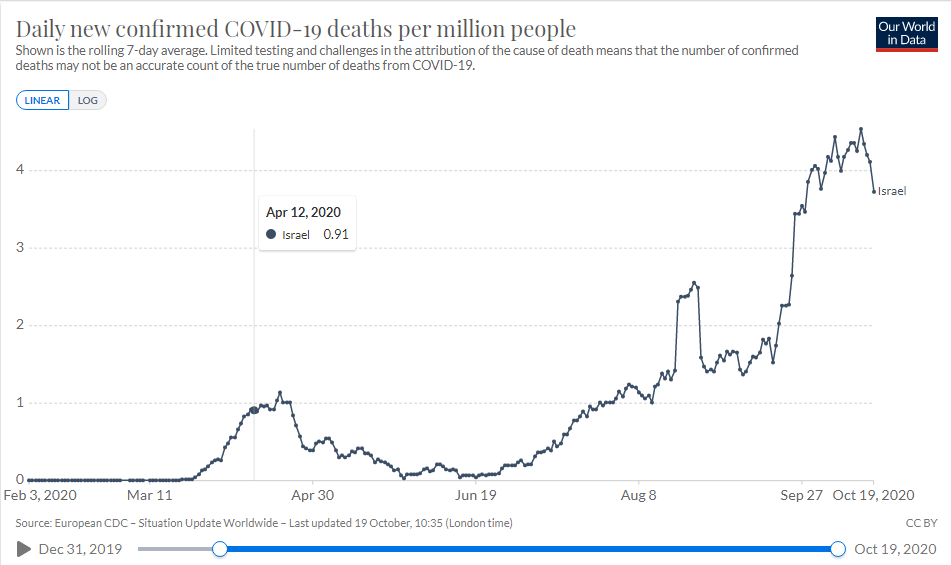 Daily new confirmed COVID-19 deaths per million people
Shown is the rolling 7-day average. Limited testing and challenges in the attribution of the cause of death means that the number of confirmed
deaths may not be an accurate count of the true number of deaths from COVID-19.
Our World
in Data
LINEAR LOG
4
3
2
1
0
Apr 12, 2020
Israel 0.91
Israel
Feb 3, 2020 Mar 11 Apr 30 Jun 19 Aug 8 Sep 27 Oct 19, 2020
Source: European CDC – Situation Update Worldwide – Last updated 19 October, 10:35 (London time) CC BY
Dec 31, 2019 Oct 19, 2020